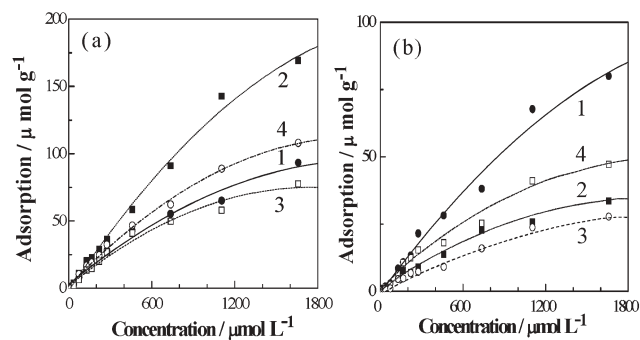 (a)
Adsorption / μ mol g⁻¹
200
150
100
50
0
2
4
1
3
0 600 1200 1800
Concentration / μmol L⁻¹
(b)
Adsorption / μ mol g⁻¹
100
50
25
0
1
4
2
3
0 600 1200 1800
Concentration / μmol L⁻¹